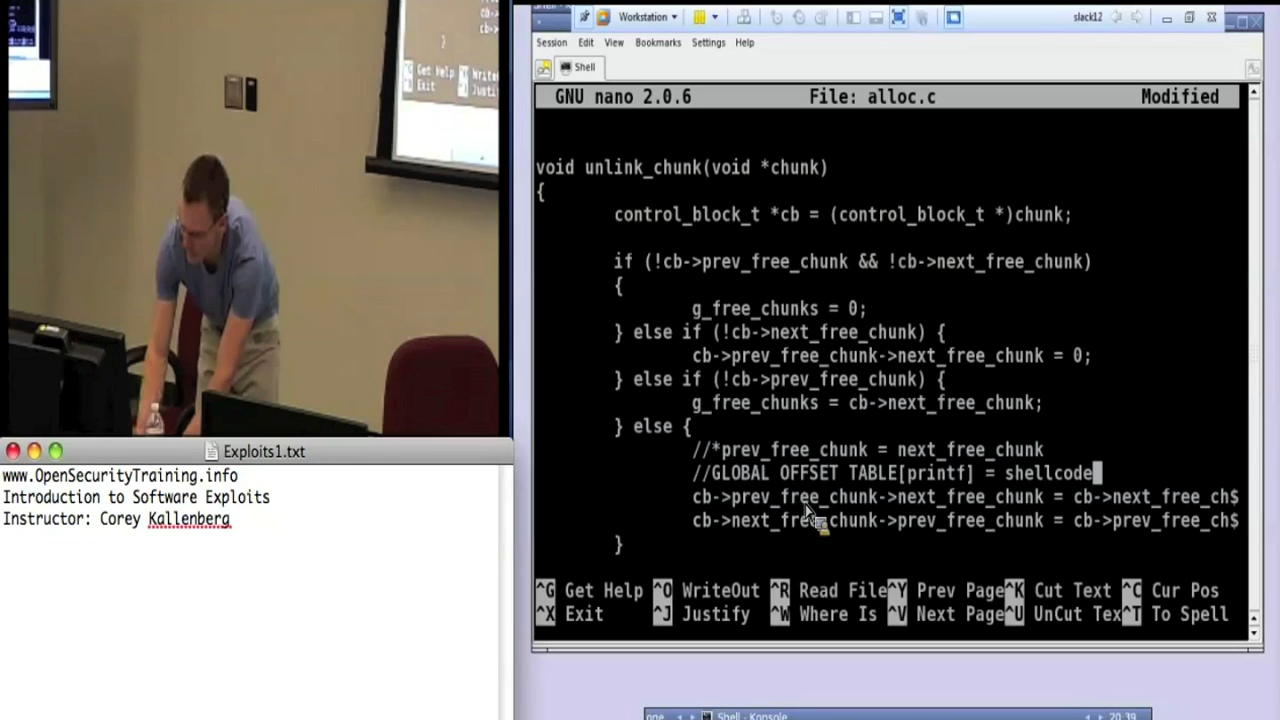 Workstation
slack12
Session Edit View Bookmarks Settings Help
Shell
GNU nano 2.0.6 File: alloc.c Modified
void unlink_chunk(void *chunk)
{
control_block_t *cb = (control_block_t *)chunk;
if (!cb->prev_free_chunk && !cb->next_free_chunk)
{
g_free_chunks = 0;
} else if (!cb->next_free_chunk) {
cb->prev_free_chunk->next_free_chunk = 0;
} else if (!cb->prev_free_chunk) {
g_free_chunks = cb->next_free_chunk;
} else {
//*prev_free_chunk = next_free_chunk
//GLOBAL OFFSET TABLE[printf] = shellcode
cb->prev_free_chunk->next_free_chunk = cb->next_free_ch$
cb->next_free_chunk->prev_free_chunk = cb->prev_free_ch$
}
^G Get Help ^O WriteOut ^R Read File ^Y Prev Page ^K Cut Text ^C Cur Pos
^X Exit ^J Justify ^W Where Is ^V Next Page ^U UnCut Tex ^T To Spell
Shell - Konsole
20:39
Get Help
Exit
Exploits1.txt
www.OpenSecurityTraining.info
Introduction to Software Exploits
Instructor: Corey Kallenberg